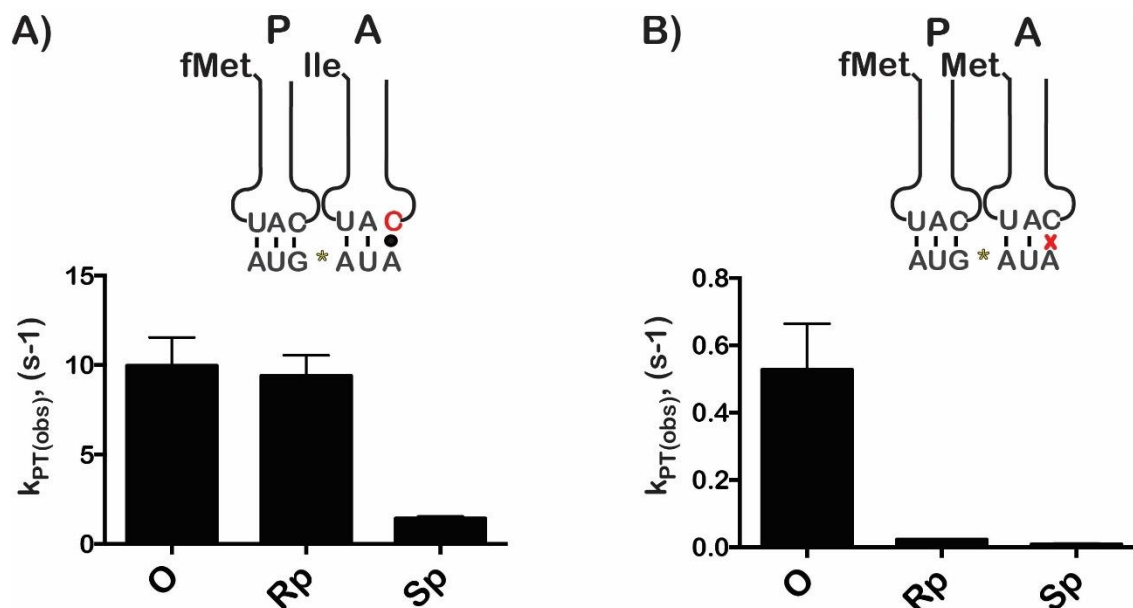 A)
P A
fMet Ile
UAC UAC
AUG * AUA
15
10
5
0
kPT(obs), (s-1)
O Rp Sp
B)
P A
fMet Met
UAC UAC
x
AUG * AUA
0.8
0.6
0.4
0.2
0.0
kPT(obs), (s-1)
O Rp Sp